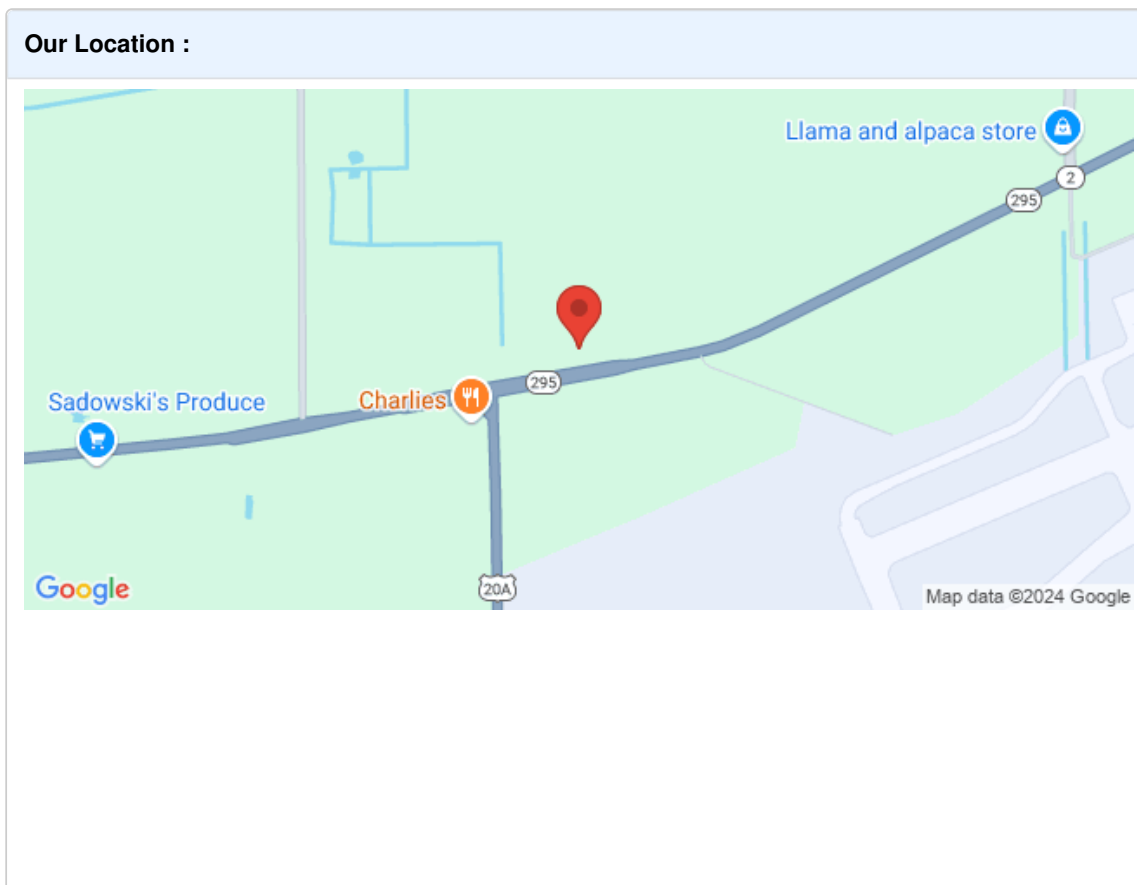 Our Location :
Llama and alpaca store
2
295
295
Charlies
Sadowski's Produce
20A
Google
Map data ©2024 Google